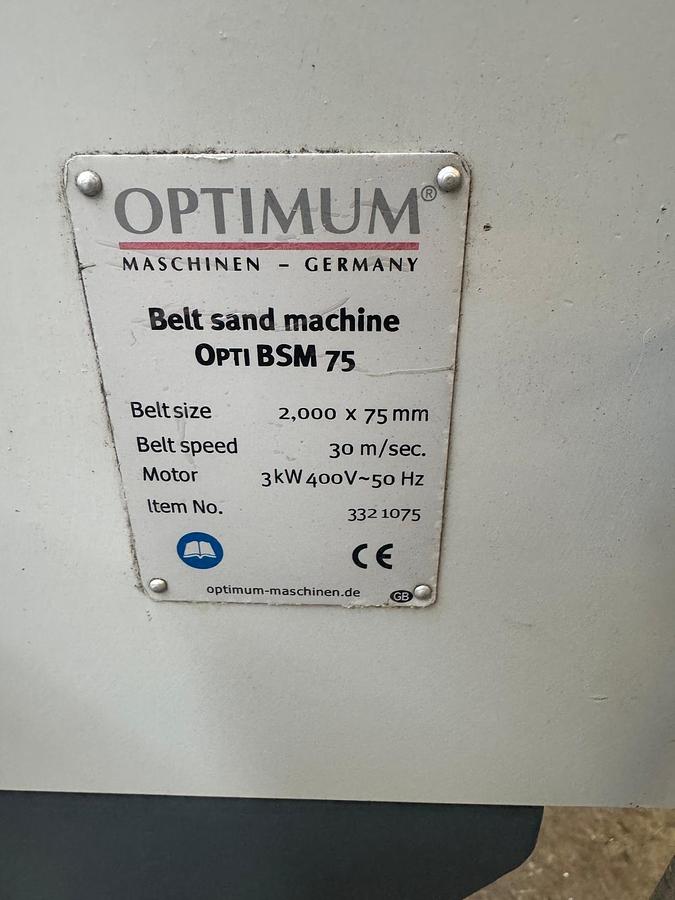 OPTIMUM®
MASCHINEN – GERMANY
Belt sand machine
OPTI BSM 75
Belt size 2,000 x 75 mm
Belt speed 30 m/sec.
Motor 3kW 400V~50 Hz
Item No. 332 1075
CE
optimum-maschinen.de GB